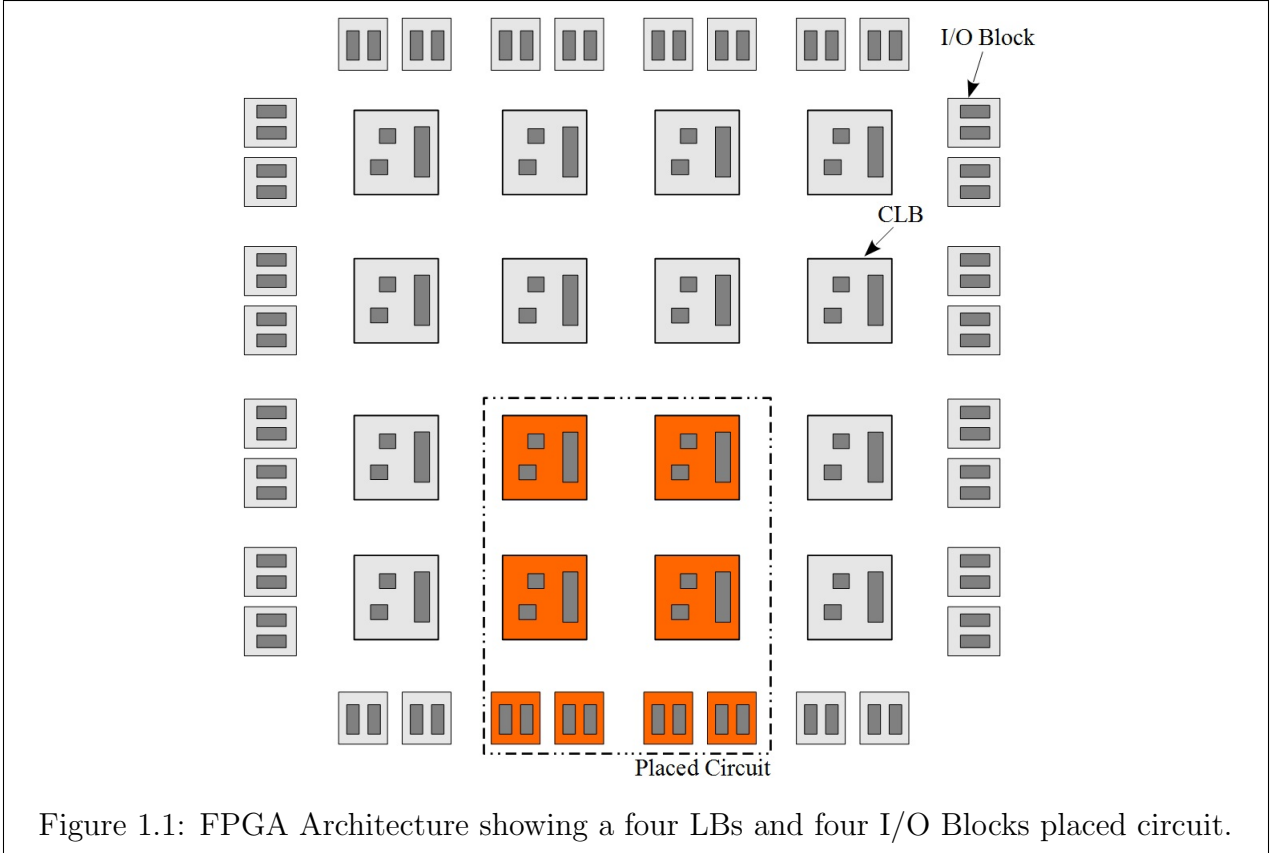 I/O Block
CLB
Placed Circuit
Figure 1.1: FPGA Architecture showing a four LBs and four I/O Blocks placed circuit.